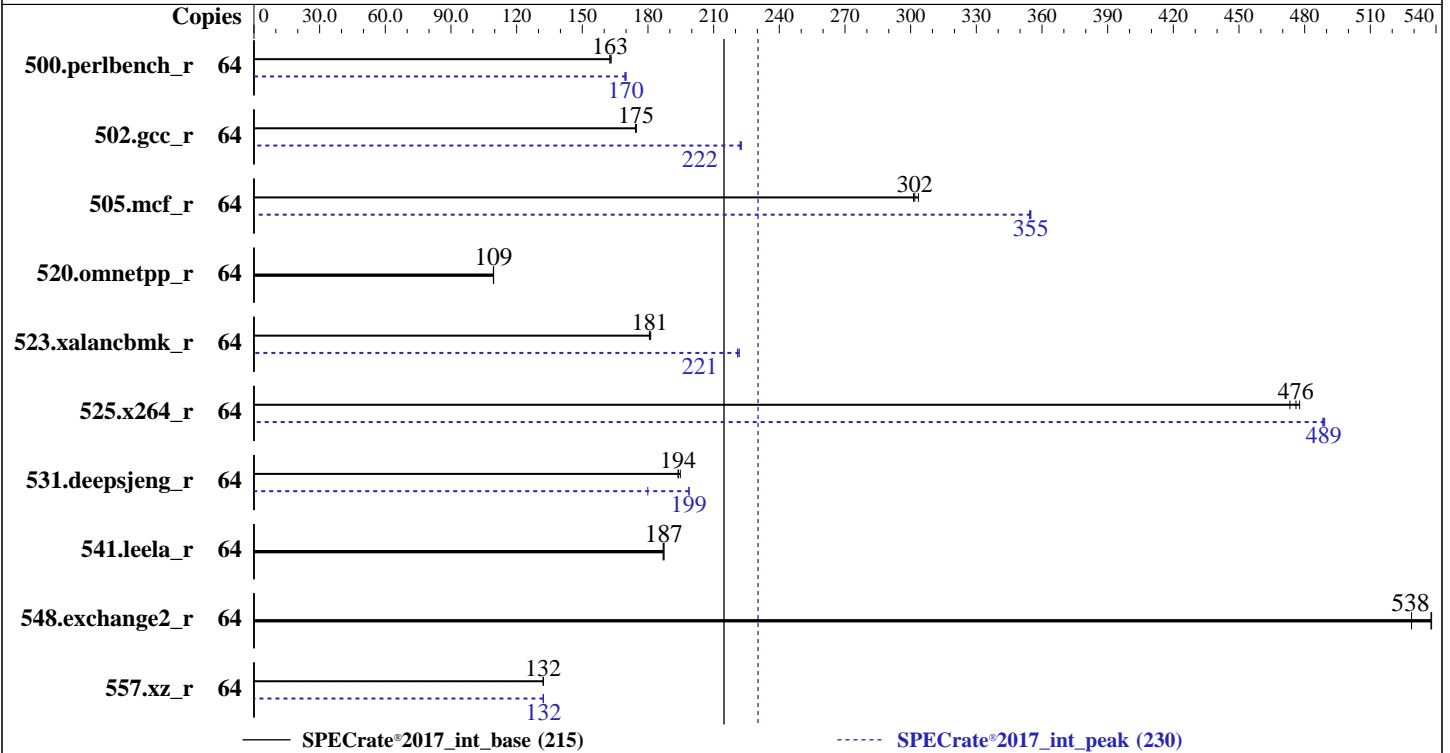 Copies 0 30.0 60.0 90.0 120 150 180 210 240 270 300 330 360 390 420 450 480 510 540
163
500.perlbench_r 64
170
175
502.gcc_r 64
222
302
505.mcf_r 64
355
109
520.omnetpp_r 64
181
523.xalancbmk_r 64
221
476
525.x264_r 64
489
194
531.deepsjeng_r 64
199
187
541.leela_r 64
538
548.exchange2_r 64
132
557.xz_r 64
132
SPECrate®2017_int_base (215) SPECrate®2017_int_peak (230)